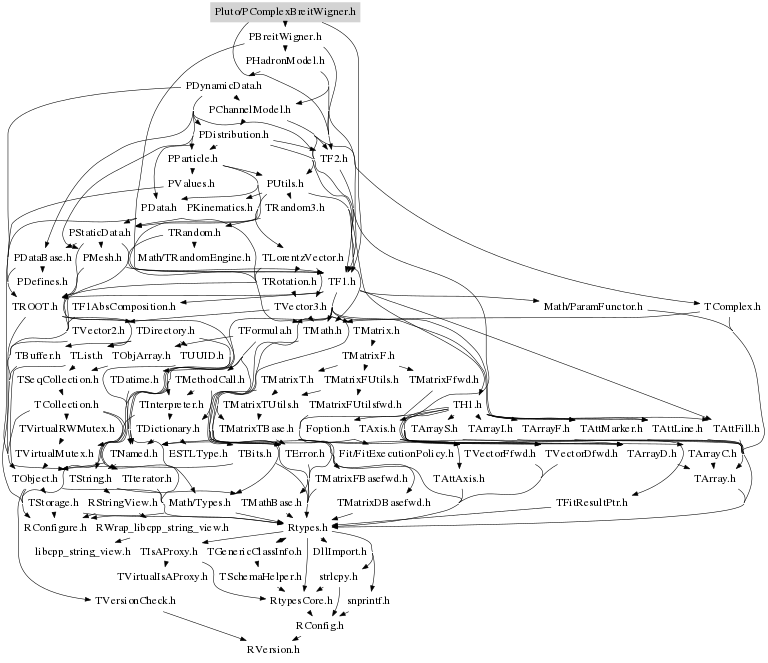 Pluto/PComplexBreitWigner.h
PBreitWigner.h
PHadronModel.h
PDynamicData.h
PChannelModel.h
PDistribution.h
PParticle.h TF2.h
PValues.h PUtils.h
PData.h PKinematics.h TRandom3.h
PStaticData.h TRandom.h
PDataBase.h PMesh.h Math/TRandomEngine.h TLorentzVector.h
PDefines.h TRotation.h TF1.h
TROOT.h TF1AbsComposition.h TVector3.h Math/ParamFunctor.h TComplex.h
TVector2.h TDirectory.h TFormula.h TMath.h TMatrix.h
TBuffer.h TList.h TObjArray.h TUUID.h TMatrixF.h
TSeqCollection.h TDatime.h TMethodCall.h TMatrixT.h TMatrixFUtils.h TMatrixFfwd.h
TCollection.h TInterpreter.h TMatrixTUtils.h TMatrixFUtilsfwd.h TH1.h
TVirtualRWMutex.h TDictionary.h TMatrixTBase.h Foption.h TAxis.h TArrayS.h TArrayI.h TArrayF.h TAttMarker.h TAttLine.h TAttFill.h
TVirtualMutex.h TNamed.h ESTLType.h TBits.h TError.h Fit/FitExecutionPolicy.h TVectorFfwd.h TVectorDfwd.h TArrayD.h TArrayC.h
TObject.h TString.h TIterator.h TMatrixFBasefwd.h TAttAxis.h TArray.h
TStorage.h RStringView.h Math/Types.h TMathBase.h TMatrixDBasefwd.h TFitResultPtr.h
RConfigure.h RWrap_libcpp_string_view.h Rtypes.h
libcpp_string_view.h TIsAProxy.h TGenericClassInfo.h DllImport.h
TVirtualIsAProxy.h TSchemaHelper.h strlcpy.h
TVersionCheck.h RtypesCore.h snprintf.h
RConfig.h
RVersion.h